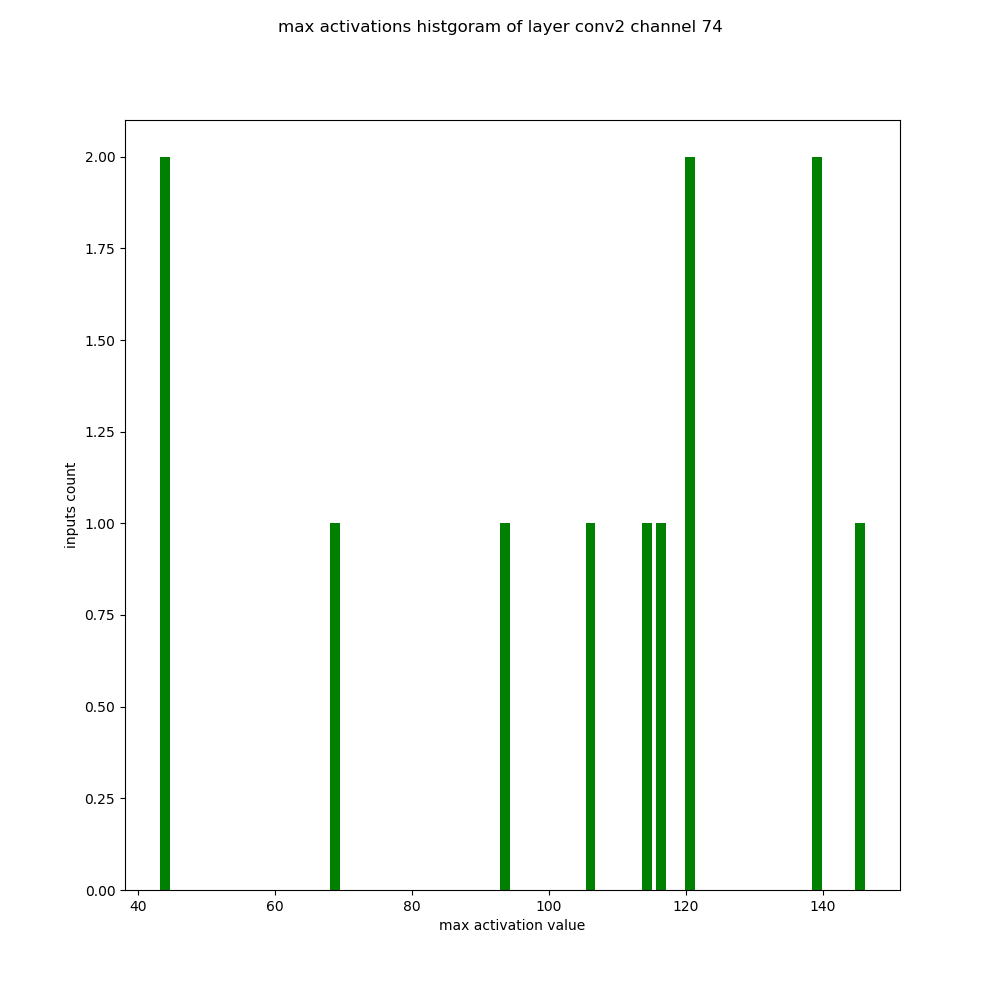 max activations histgoram of layer conv2 channel 74
2.00
1.75
1.50
1.25
1.00
0.75
0.50
0.25
0.00
inputs count
40 60 80 100 120 140
max activation value